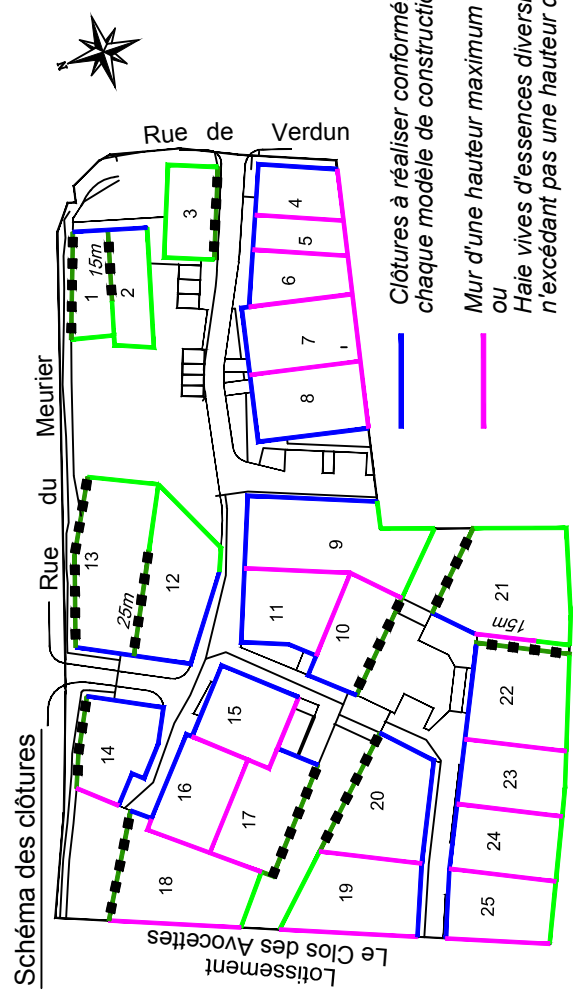 Schéma des clôtures
Rue du Meurier
Rue de Verdun
N
1
15m
2
3
4
5
6
7
8
9
10
11
12
25m
13
14
15
16
17
18
19
20
21
15m
22
23
24
25
Lotissement
Le Clos des Avocettes
Clôtures à réaliser conformé
chaque modèle de construction
Mur d'une hauteur maximum
ou
Haie vives d'essences diversi
n'excédant pas une hauteur d